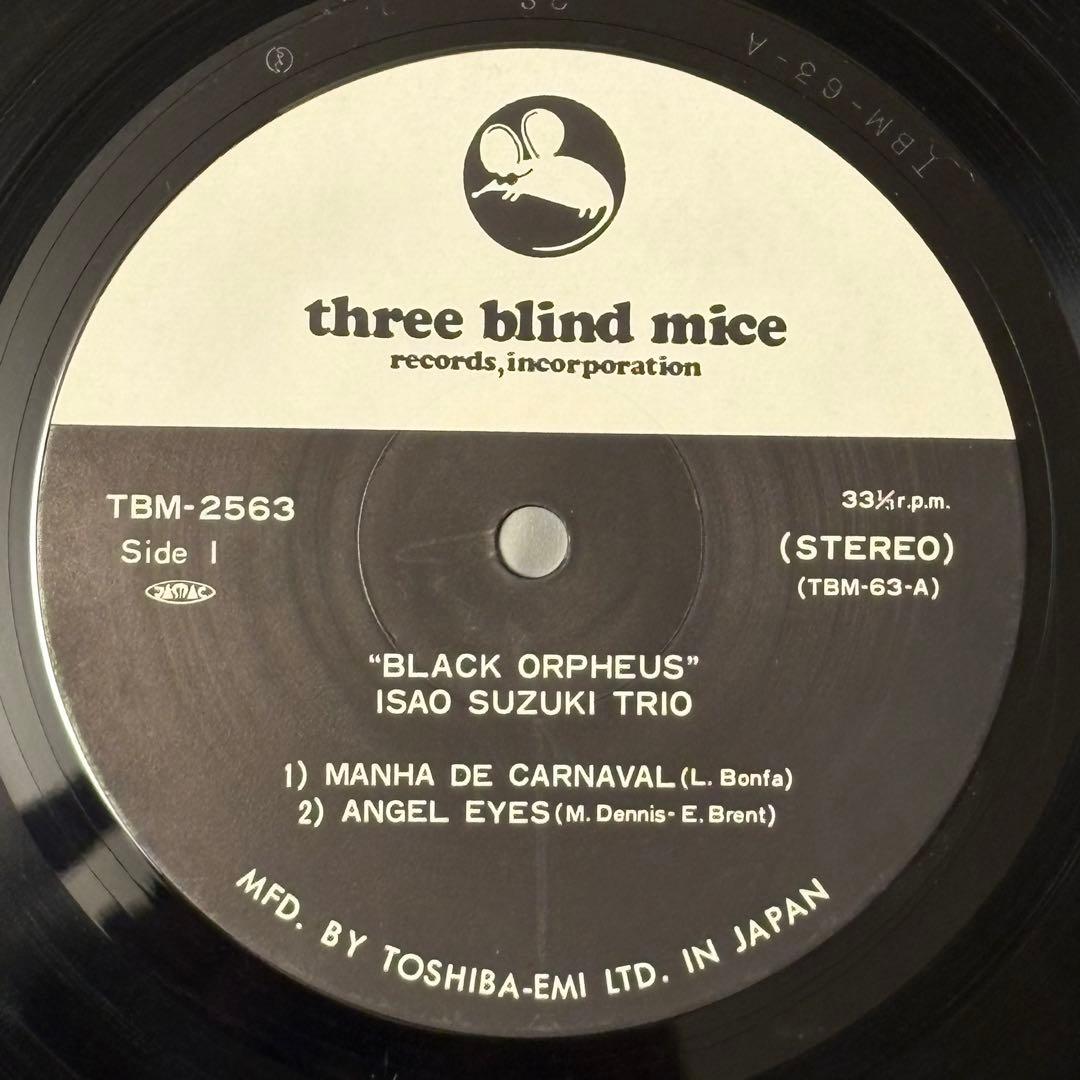 TBM-63-A
three blind mice
records, incorporation
TBM-2563
Side 1
JASRAC
33⅓ r.p.m.
(STEREO)
(TBM-63-A)
“BLACK ORPHEUS”
ISAO SUZUKI TRIO
1) MANHA DE CARNAVAL (L. Bonfa)
2) ANGEL EYES (M. Dennis - E. Brent)
MFD. BY TOSHIBA-EMI LTD. IN JAPAN